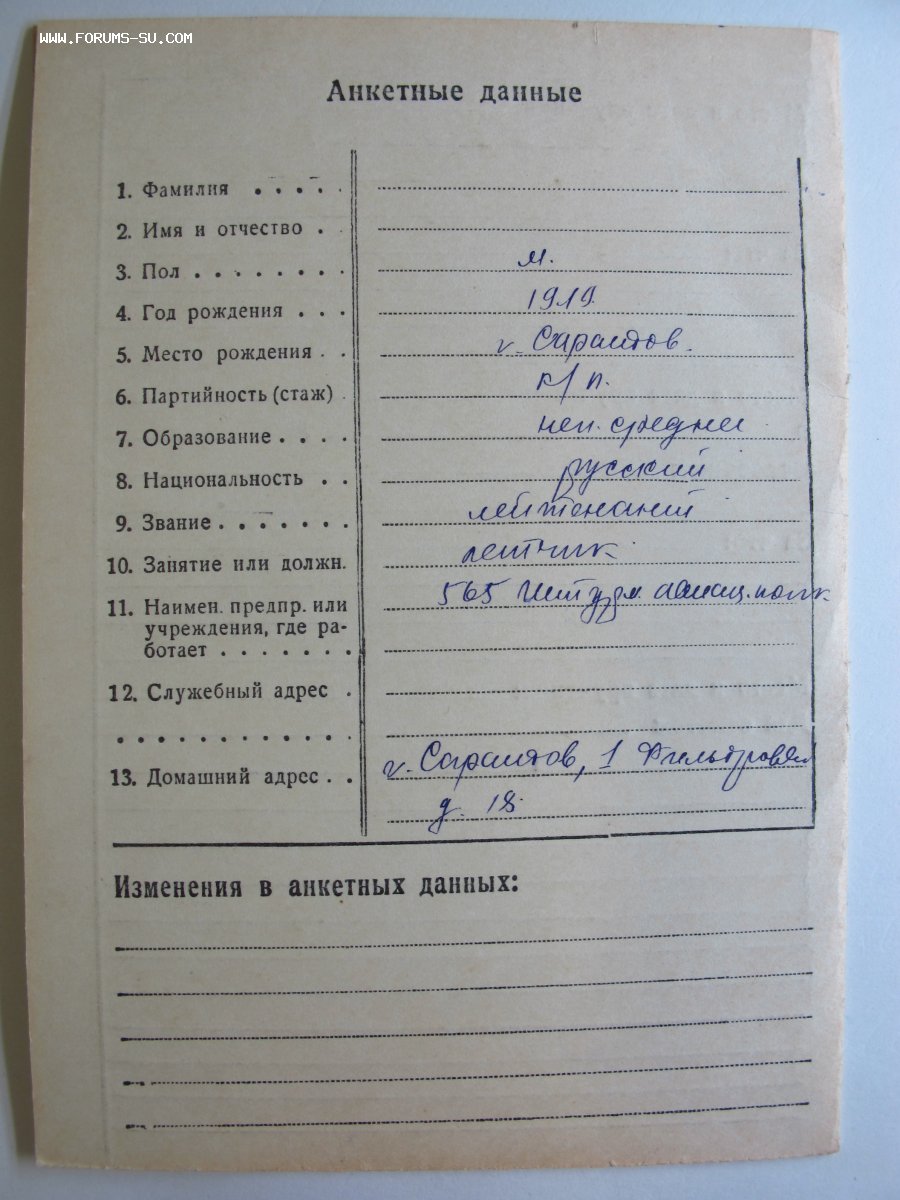 WWW.FORUMS-SU.COM
Анкетные данные
1. Фамилия . . . . .
2. Имя и отчество .
3. Пол . . . . . . . . м.
4. Год рождения . . . 1919.
5. Место рождения . . г. Саратов.
6. Партийность (стаж) . к/п.
7. Образование . . . . неп. среднее
8. Национальность . . русский
9. Звание . . . . . . . лейтенант
10. Занятие или должн. летчик
11. Наимен. предпр. или 565 Штурм. авиац. полк
учреждения, где ра-
ботает . . . . . . .
12. Служебный адрес .
. . . . . . . . . . . .
13. Домашний адрес . . г. Саратов, 1
д. 18
Изменения в анкетных данных: